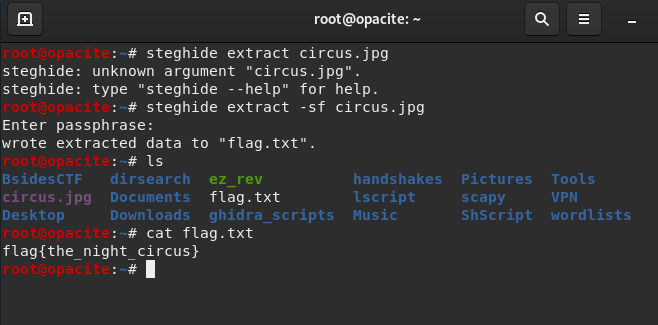 root@opacite: ~
root@opacite:~# steghide extract circus.jpg
steghide: unknown argument "circus.jpg".
steghide: type "steghide --help" for help.
root@opacite:~# steghide extract -sf circus.jpg
Enter passphrase:
wrote extracted data to "flag.txt".
root@opacite:~# ls
BsidesCTF dirsearch ez_rev handshakes Pictures Tools
circus.jpg Documents flag.txt lscript scapy VPN
Desktop Downloads ghidra_scripts Music ShScript wordlists
root@opacite:~# cat flag.txt
flag{the_night_circus}
root@opacite:~#